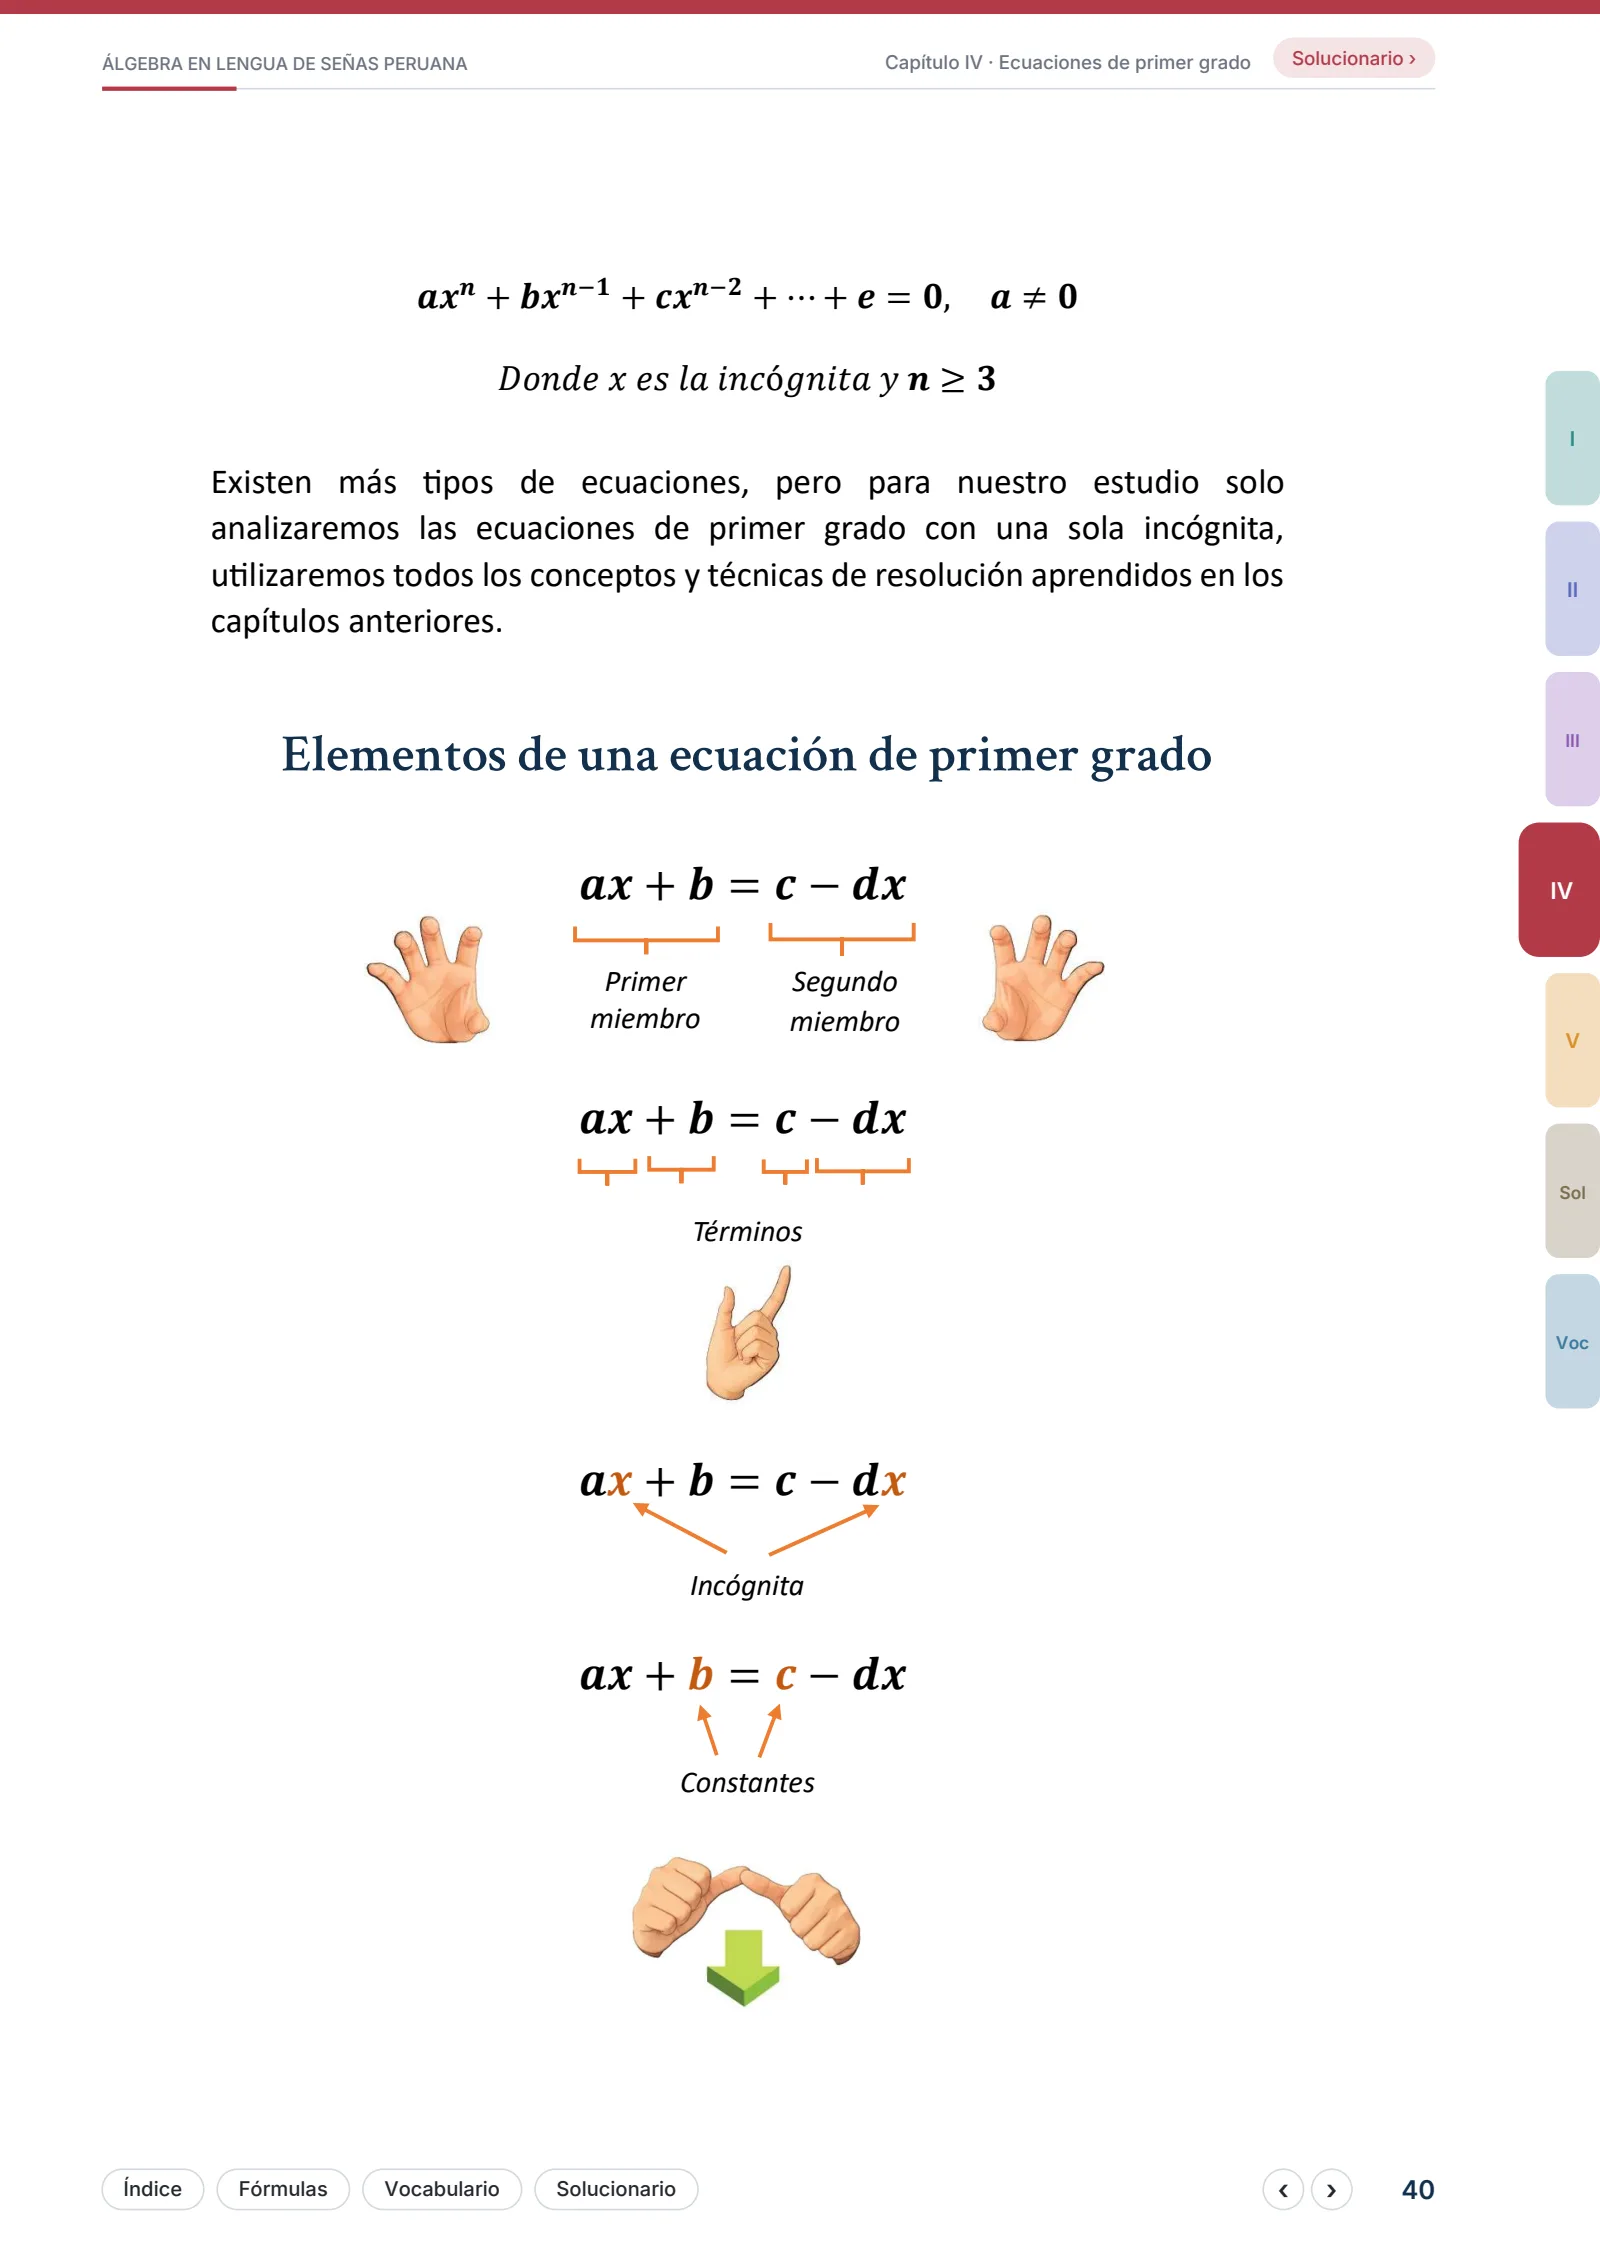 ÁLGEBRA EN LENGUA DE SEÑAS PERUANA
Capítulo IV · Ecuaciones de primer grado
Solucionario ›
axⁿ + bxⁿ⁻¹ + cxⁿ⁻² + ⋯ + e = 0, a ≠ 0
Donde x es la incógnita y n ≥ 3
Existen más tipos de ecuaciones, pero para nuestro estudio solo
analizaremos las ecuaciones de primer grado con una sola incógnita,
utilizaremos todos los conceptos y técnicas de resolución aprendidos en los
capítulos anteriores.
Elementos de una ecuación de primer grado
ax + b = c − dx
Primer
miembro
Segundo
miembro
ax + b = c − dx
Términos
ax + b = c − dx
Incógnita
ax + b = c − dx
Constantes
I
II
III
IV
V
Sol
Voc
Índice
Fórmulas
Vocabulario
Solucionario
‹ ›
40